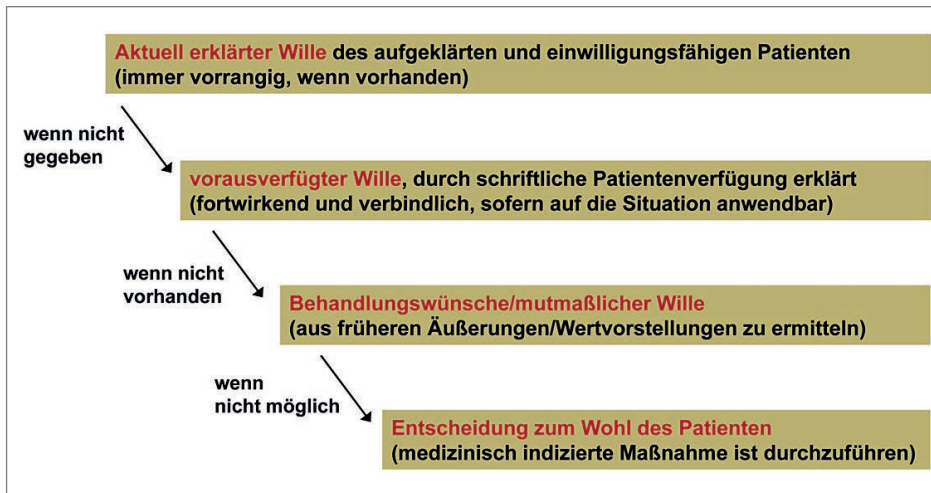 Aktuell erklärter Wille des aufgeklärten und einwilligungsfähigen Patienten
(immer vorrangig, wenn vorhanden)
wenn nicht
gegeben
vorausverfügter Wille, durch schriftliche Patientenverfügung erklärt
(fortwirkend und verbindlich, sofern auf die Situation anwendbar)
wenn nicht
vorhanden
Behandlungswünsche/mutmaßlicher Wille
(aus früheren Äußerungen/Wertvorstellungen zu ermitteln)
wenn
nicht möglich
Entscheidung zum Wohl des Patienten
(medizinisch indizierte Maßnahme ist durchzuführen)